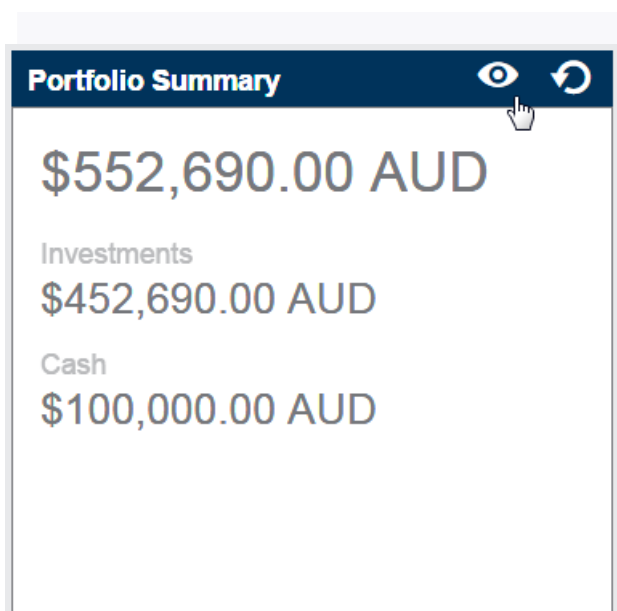 Portfolio Summary
$552,690.00 AUD
Investments
$452,690.00 AUD
Cash
$100,000.00 AUD